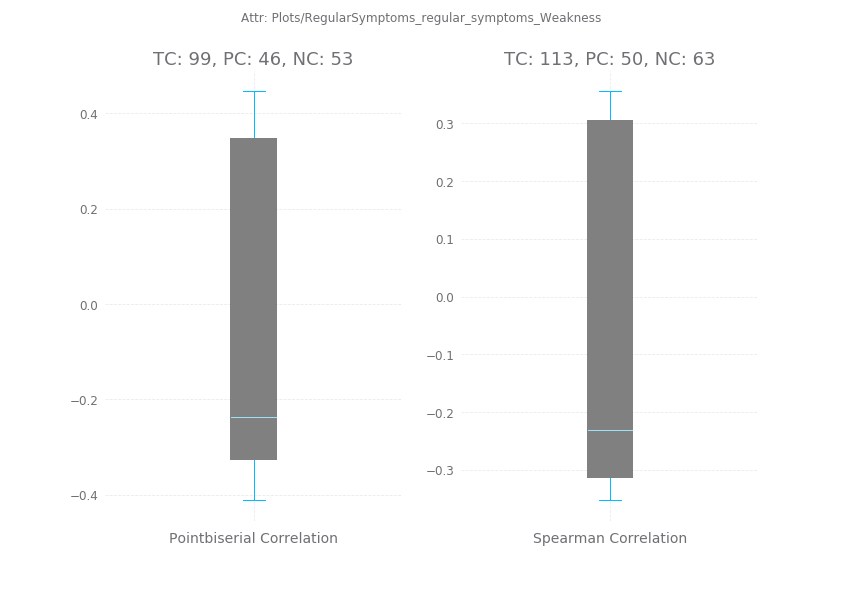 Attr: Plots/RegularSymptoms_regular_symptoms_Weakness
TC: 99, PC: 46, NC: 53
0.4
0.2
0.0
−0.2
−0.4
Pointbiserial Correlation
TC: 113, PC: 50, NC: 63
0.3
0.2
0.1
0.0
−0.1
−0.2
−0.3
Spearman Correlation